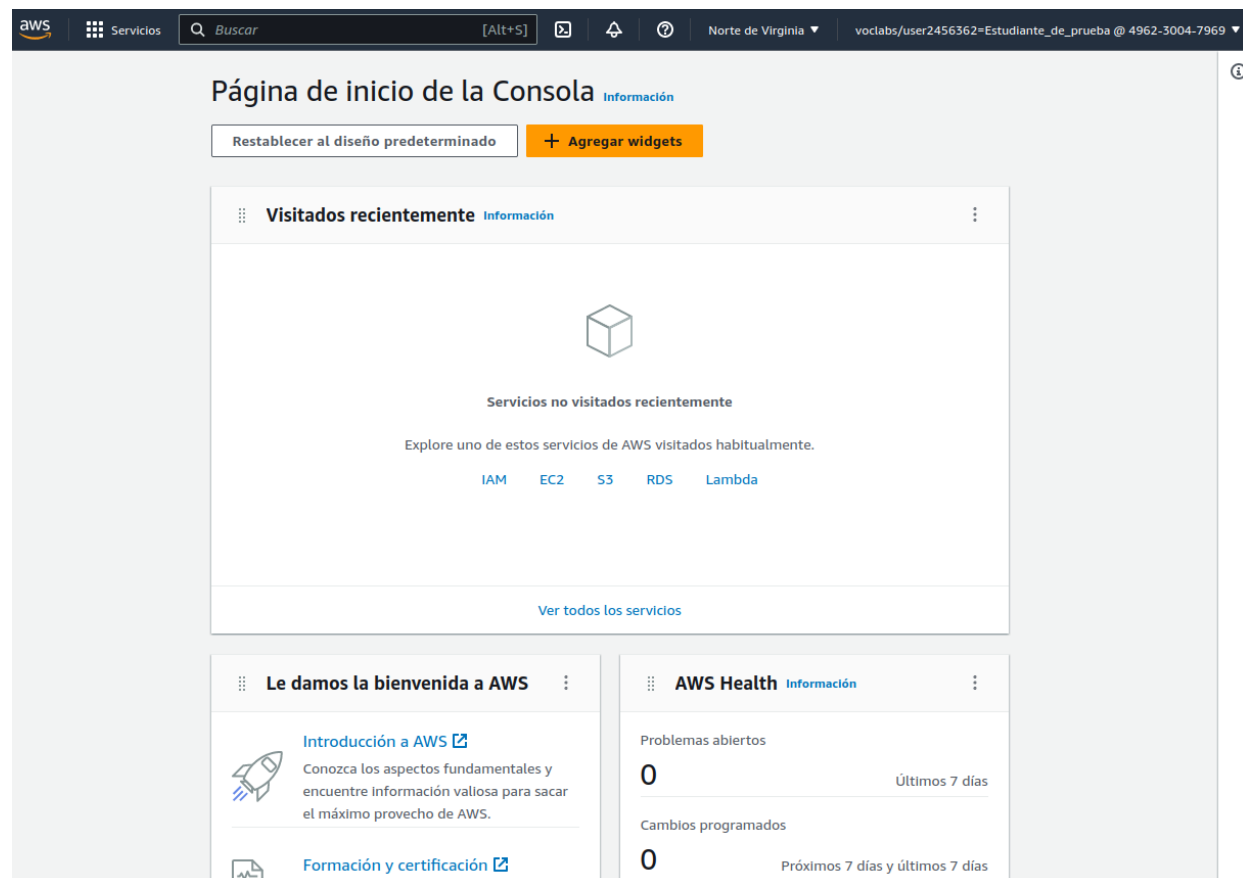 aws Servicios Buscar [Alt+S] Norte de Virginia ▼ voclabs/user2456362=Estudiante_de_prueba @ 4962-3004-7969 ▼
Página de inicio de la Consola Información
Restablecer al diseño predeterminado + Agregar widgets
Visitados recientemente Información
Servicios no visitados recientemente
Explore uno de estos servicios de AWS visitados habitualmente.
IAM EC2 S3 RDS Lambda
Ver todos los servicios
Le damos la bienvenida a AWS
Introducción a AWS
Conozca los aspectos fundamentales y
encuentre información valiosa para sacar
el máximo provecho de AWS.
Formación y certificación
AWS Health Información
Problemas abiertos
0 Últimos 7 días
Cambios programados
0 Próximos 7 días y últimos 7 días